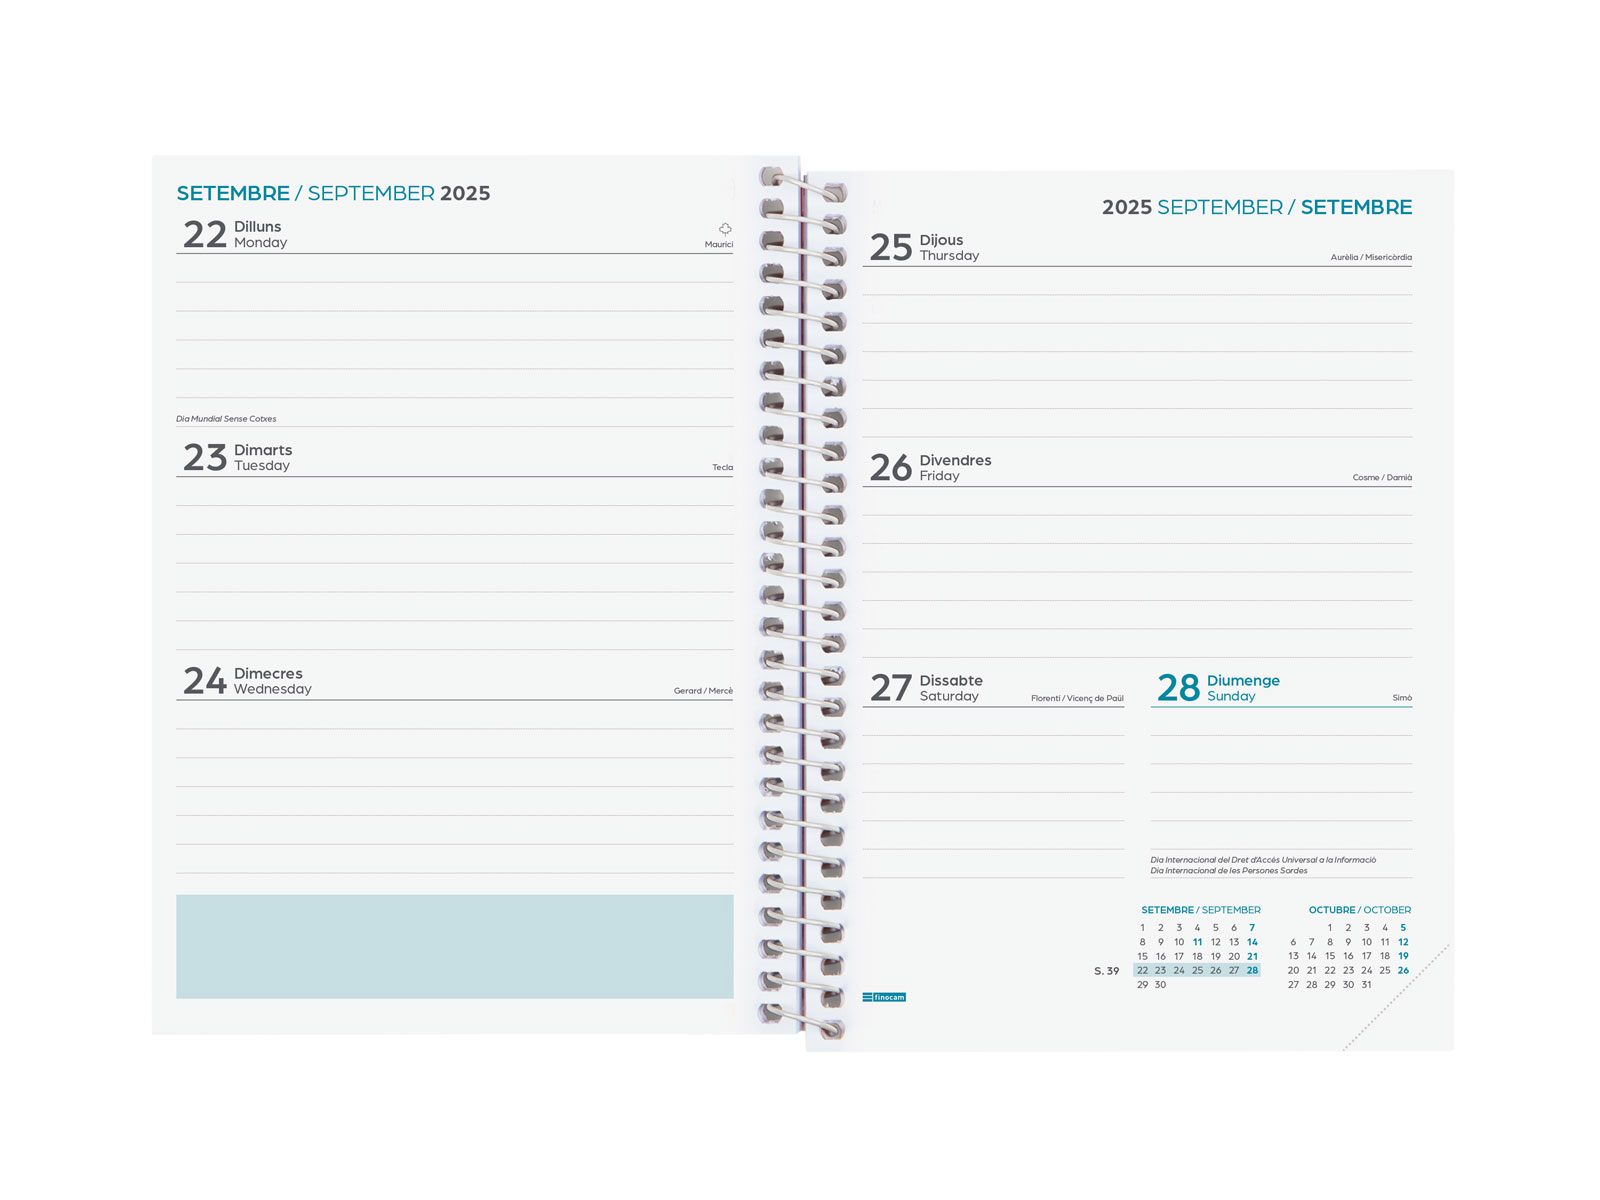 SETEMBRE / SEPTEMBER 2025
22 Dilluns
Monday
Maurici
Dia Mundial Sense Cotxes
23 Dimarts
Tuesday
Tecla
24 Dimecres
Wednesday
Gerard / Mercè
2025 SEPTEMBER / SETEMBRE
25 Dijous
Thursday
Aurèlia / Misericòrdia
26 Divendres
Friday
Cosme / Damià
27 Dissabte
Saturday
Florentí / Vicenç de Paül
28 Diumenge
Sunday
Simó
Dia Internacional del Dret d'Accés Universal a la Informació
Dia Internacional de les Persones Sordes
SETEMBRE / SEPTEMBER
1 2 3 4 5 6 7
8 9 10 11 12 13 14
15 16 17 18 19 20 21
S. 39 22 23 24 25 26 27 28
29 30
OCTUBRE / OCTOBER
1 2 3 4 5
6 7 8 9 10 11 12
13 14 15 16 17 18 19
20 21 22 23 24 25 26
27 28 29 30 31
finocam